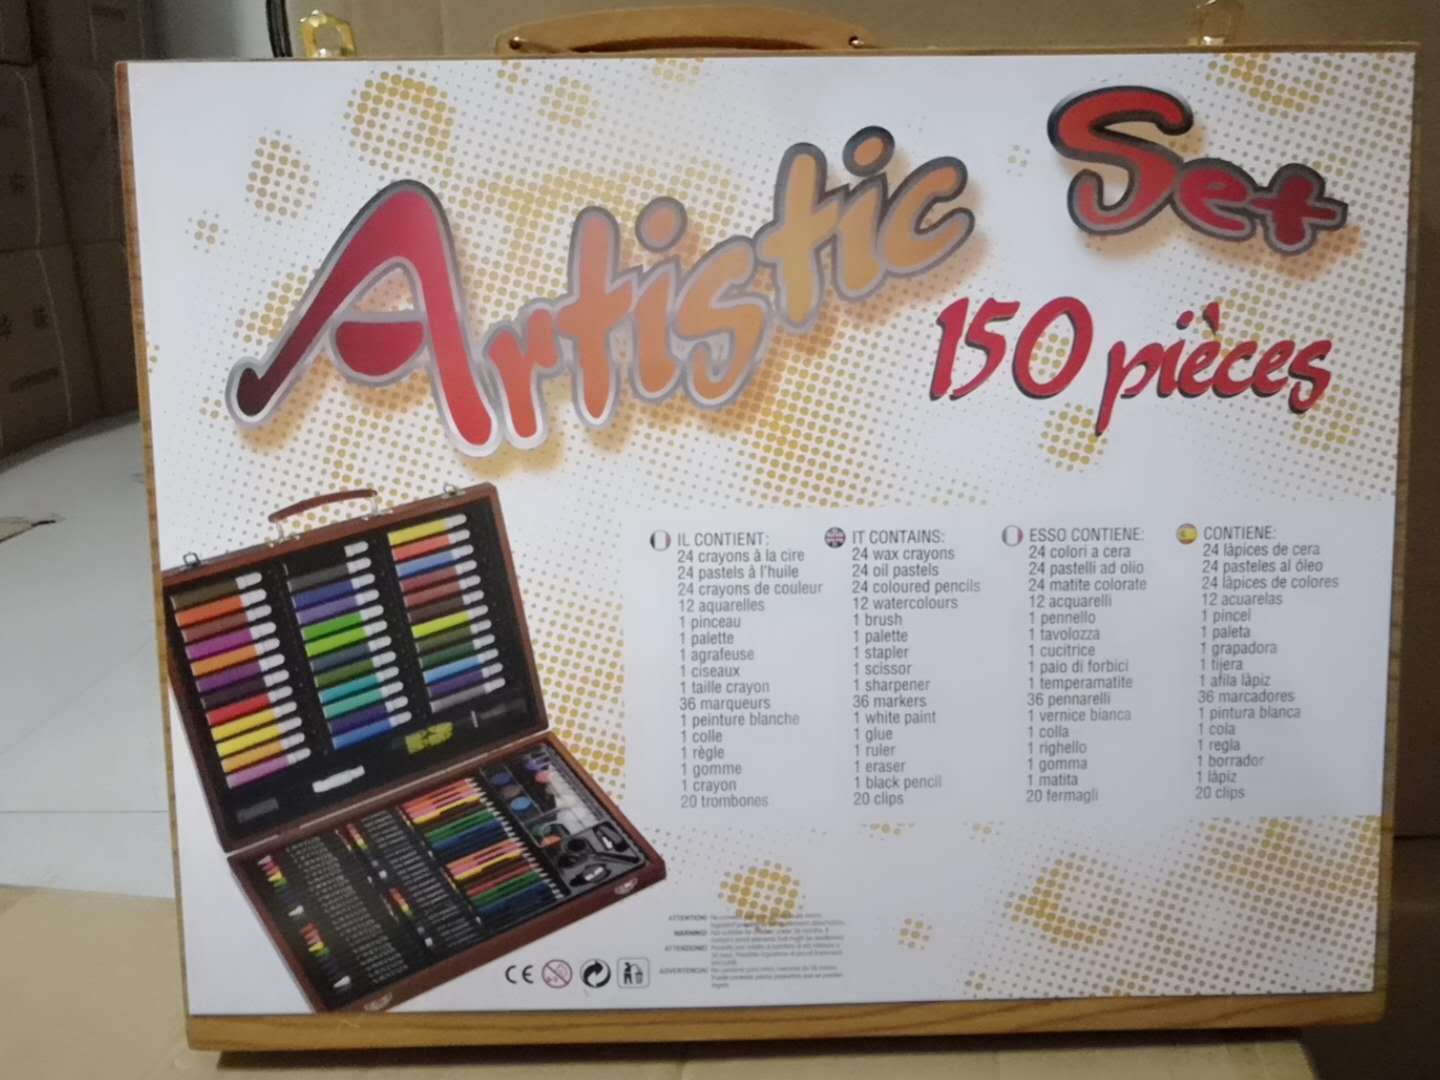 Artistic Set
150 pièces
IL CONTIENT:
24 crayons à la cire
24 pastels à l'huile
24 crayons de couleur
12 aquarelles
1 pinceau
1 palette
1 agrafeuse
1 ciseaux
1 taille crayon
36 marqueurs
1 peinture blanche
1 colle
1 règle
1 gomme
1 crayon
20 trombones
IT CONTAINS:
24 wax crayons
24 oil pastels
24 coloured pencils
12 watercolours
1 brush
1 palette
1 stapler
1 scissor
1 sharpener
36 markers
1 white paint
1 glue
1 ruler
1 eraser
1 black pencil
20 clips
ESSO CONTIENE:
24 colori a cera
24 pastelli ad olio
24 matite colorate
12 acquarelli
1 pennello
1 tavolozza
1 cucitrice
1 paio di forbici
1 temperamatite
36 pennarelli
1 vernice bianca
1 colla
1 righello
1 gomma
1 matita
20 fermagli
CONTIENE:
24 làpices de cera
24 pasteles al óleo
24 làpices de colores
12 acuarelas
1 pincel
1 paleta
1 grapadora
1 tijera
1 afila làpiz
36 marcadores
1 pintura blanca
1 cola
1 regla
1 borrador
1 làpiz
20 clips
CE
ATTENTION!
WARNING!
ATTENZIONE!
ADVERTENCIA!